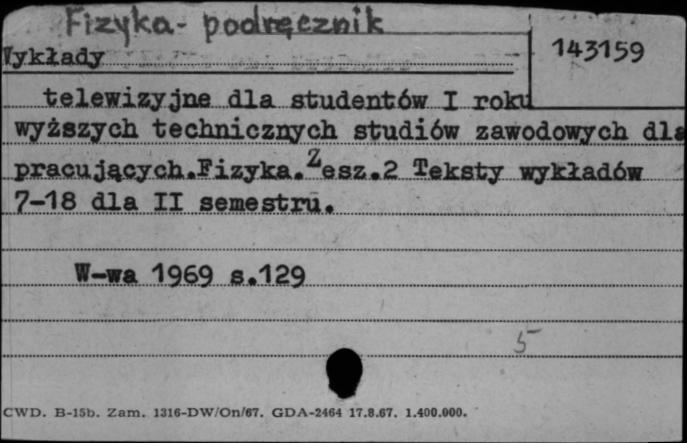 Fizyka- podręcznik
143159
Wykłady
telewizyjne dla studentów I roku
wyższych technicznych studiów zawodowych dla
pracujących.Fizyka.Zesz.2 Teksty wykładów
7-18 dla II semestru.
W-wa 1969 s.129
5
CWD. B-15b. Zam. 1316-DW/On/67. GDA-2464 17.8.67. 1.400.000.